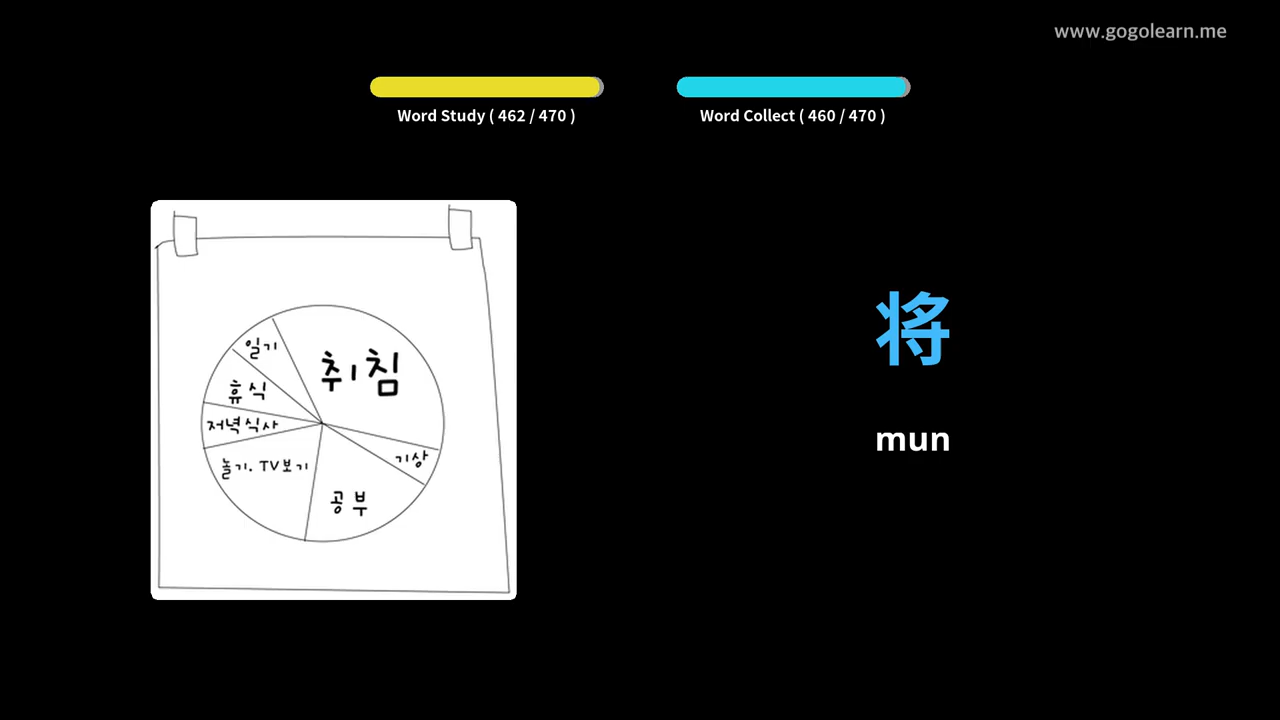 www.gogolearn.me
Word Study ( 462 / 470 )
Word Collect ( 460 / 470 )
일기
취침
휴식
저녁식사
놀기. TV보기
기상
공부
将
mun